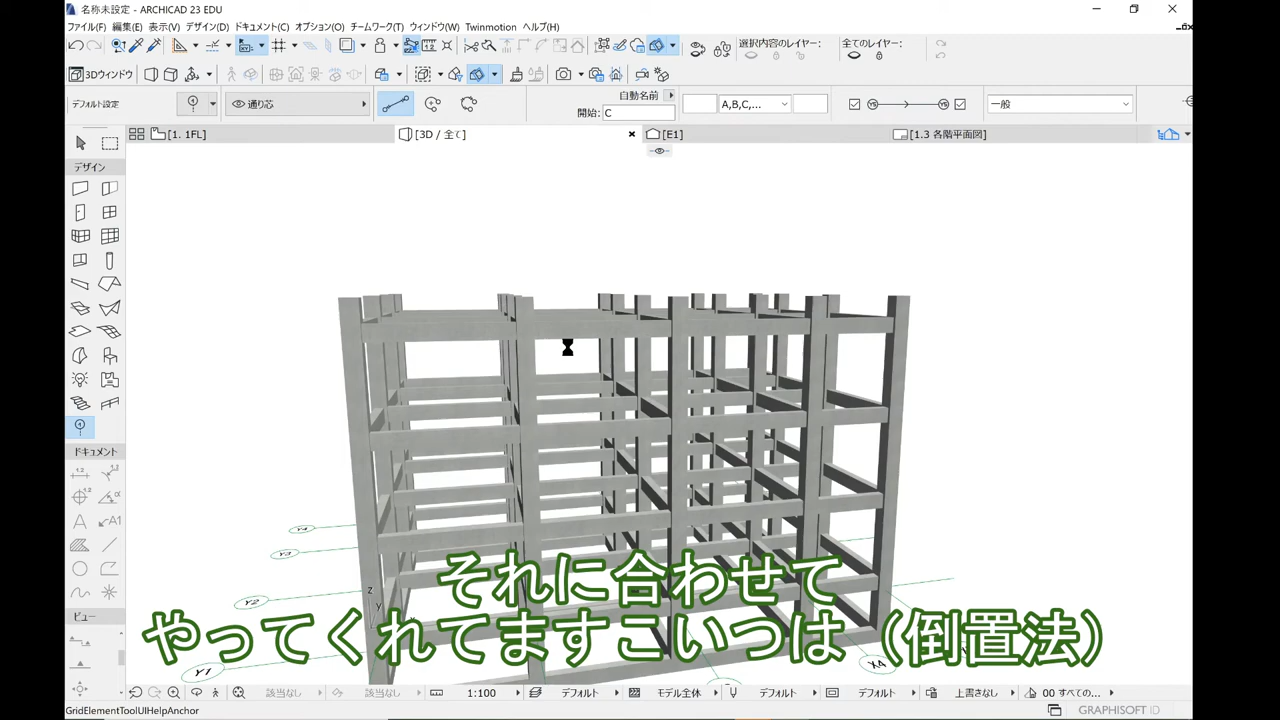 名称未設定 - ARCHICAD 23 EDU
ファイル(F) 編集(E) 表示(V) デザイン(D) ドキュメント(C) オプション(O) チームワーク(T) ウィンドウ(W) Twinmotion ヘルプ(H)
選択内容のレイヤー: 全てのレイヤー:
3Dウィンドウ
デフォルト設定
通り芯
自動名前
開始: C
A,B,C,...
一般
[1. 1FL]
[3D / 全て]
[E1]
[1.3 各階平面図]
デザイン
ドキュメント
ビュー
Y4
Y3
Y2
Y1
X4
z
y
それに合わせて
やってくれてますこいつは（倒置法）
該当なし 該当なし 1:100 デフォルト モデル全体 デフォルト デフォルト 上書きなし 00 すべての...
GridElementToolUIHelpAnchor
GRAPHISOFT ID